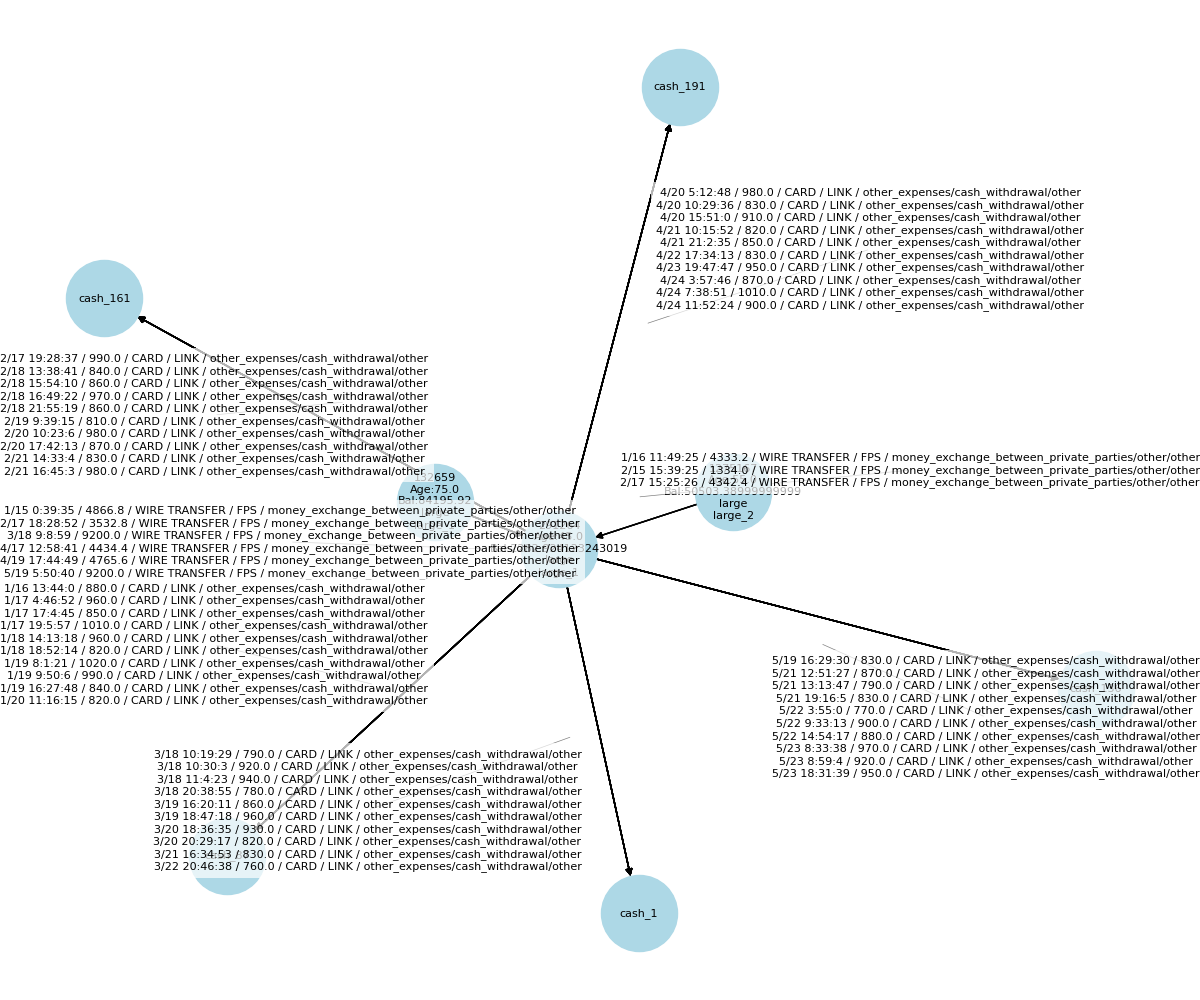 cash_191
4/20 5:12:48 / 980.0 / CARD / LINK / other_expenses/cash_withdrawal/other
4/20 10:29:36 / 830.0 / CARD / LINK / other_expenses/cash_withdrawal/other
4/20 15:51:0 / 910.0 / CARD / LINK / other_expenses/cash_withdrawal/other
4/21 10:15:52 / 820.0 / CARD / LINK / other_expenses/cash_withdrawal/other
4/21 21:2:35 / 850.0 / CARD / LINK / other_expenses/cash_withdrawal/other
4/22 17:34:13 / 830.0 / CARD / LINK / other_expenses/cash_withdrawal/other
4/23 19:47:47 / 950.0 / CARD / LINK / other_expenses/cash_withdrawal/other
4/24 3:57:46 / 870.0 / CARD / LINK / other_expenses/cash_withdrawal/other
4/24 7:38:51 / 1010.0 / CARD / LINK / other_expenses/cash_withdrawal/other
4/24 11:52:24 / 900.0 / CARD / LINK / other_expenses/cash_withdrawal/other
cash_161
2/17 19:28:37 / 990.0 / CARD / LINK / other_expenses/cash_withdrawal/other
2/18 13:38:41 / 840.0 / CARD / LINK / other_expenses/cash_withdrawal/other
2/18 15:54:10 / 860.0 / CARD / LINK / other_expenses/cash_withdrawal/other
2/18 16:49:22 / 970.0 / CARD / LINK / other_expenses/cash_withdrawal/other
2/18 21:55:19 / 860.0 / CARD / LINK / other_expenses/cash_withdrawal/other
2/19 9:39:15 / 810.0 / CARD / LINK / other_expenses/cash_withdrawal/other
2/20 10:23:6 / 980.0 / CARD / LINK / other_expenses/cash_withdrawal/other
2/20 17:42:13 / 870.0 / CARD / LINK / other_expenses/cash_withdrawal/other
2/21 14:33:4 / 830.0 / CARD / LINK / other_expenses/cash_withdrawal/other
2/21 16:45:3 / 980.0 / CARD / LINK / other_expenses/cash_withdrawal/other
1/16 11:49:25 / 4333.2 / WIRE TRANSFER / FPS / money_exchange_between_private_parties/other/other
2/15 15:39:25 / 1334.0 / WIRE TRANSFER / FPS / money_exchange_between_private_parties/other/other
2/17 15:25:26 / 4342.4 / WIRE TRANSFER / FPS / money_exchange_between_private_parties/other/other
Bal:50503.38999999999
large
large_2
132659
Age:75.0
Bal:84195.92
1/15 0:39:35 / 4866.8 / WIRE TRANSFER / FPS / money_exchange_between_private_parties/other/other
2/17 18:28:52 / 3532.8 / WIRE TRANSFER / FPS / money_exchange_between_private_parties/other/other
3/18 9:8:59 / 9200.0 / WIRE TRANSFER / FPS / money_exchange_between_private_parties/other/other
4/17 12:58:41 / 4434.4 / WIRE TRANSFER / FPS / money_exchange_between_private_parties/other/other
4/19 17:44:49 / 4765.6 / WIRE TRANSFER / FPS / money_exchange_between_private_parties/other/other
5/19 5:50:40 / 9200.0 / WIRE TRANSFER / FPS / money_exchange_between_private_parties/other/other
1/16 13:44:0 / 880.0 / CARD / LINK / other_expenses/cash_withdrawal/other
1/17 4:46:52 / 960.0 / CARD / LINK / other_expenses/cash_withdrawal/other
1/17 17:4:45 / 850.0 / CARD / LINK / other_expenses/cash_withdrawal/other
1/17 19:5:57 / 1010.0 / CARD / LINK / other_expenses/cash_withdrawal/other
1/18 14:13:18 / 960.0 / CARD / LINK / other_expenses/cash_withdrawal/other
1/18 18:52:14 / 820.0 / CARD / LINK / other_expenses/cash_withdrawal/other
1/19 8:1:21 / 1020.0 / CARD / LINK / other_expenses/cash_withdrawal/other
1/19 9:50:6 / 990.0 / CARD / LINK / other_expenses/cash_withdrawal/other
1/19 16:27:48 / 840.0 / CARD / LINK / other_expenses/cash_withdrawal/other
1/20 11:16:15 / 820.0 / CARD / LINK / other_expenses/cash_withdrawal/other
5/19 16:29:30 / 830.0 / CARD / LINK / other_expenses/cash_withdrawal/other
5/21 12:51:27 / 870.0 / CARD / LINK / other_expenses/cash_withdrawal/other
5/21 13:13:47 / 790.0 / CARD / LINK / other_expenses/cash_withdrawal/other
5/21 19:16:5 / 830.0 / CARD / LINK / other_expenses/cash_withdrawal/other
5/22 3:55:0 / 770.0 / CARD / LINK / other_expenses/cash_withdrawal/other
5/22 9:33:13 / 900.0 / CARD / LINK / other_expenses/cash_withdrawal/other
5/22 14:54:17 / 880.0 / CARD / LINK / other_expenses/cash_withdrawal/other
5/23 8:33:38 / 970.0 / CARD / LINK / other_expenses/cash_withdrawal/other
5/23 8:59:4 / 920.0 / CARD / LINK / other_expenses/cash_withdrawal/other
5/23 18:31:39 / 950.0 / CARD / LINK / other_expenses/cash_withdrawal/other
3/18 10:19:29 / 790.0 / CARD / LINK / other_expenses/cash_withdrawal/other
3/18 10:30:3 / 920.0 / CARD / LINK / other_expenses/cash_withdrawal/other
3/18 11:4:23 / 940.0 / CARD / LINK / other_expenses/cash_withdrawal/other
3/18 20:38:55 / 780.0 / CARD / LINK / other_expenses/cash_withdrawal/other
3/19 16:20:11 / 860.0 / CARD / LINK / other_expenses/cash_withdrawal/other
3/19 18:47:18 / 960.0 / CARD / LINK / other_expenses/cash_withdrawal/other
3/20 18:36:35 / 930.0 / CARD / LINK / other_expenses/cash_withdrawal/other
3/20 20:29:17 / 820.0 / CARD / LINK / other_expenses/cash_withdrawal/other
3/21 16:34:53 / 830.0 / CARD / LINK / other_expenses/cash_withdrawal/other
3/22 20:46:38 / 760.0 / CARD / LINK / other_expenses/cash_withdrawal/other
cash_1